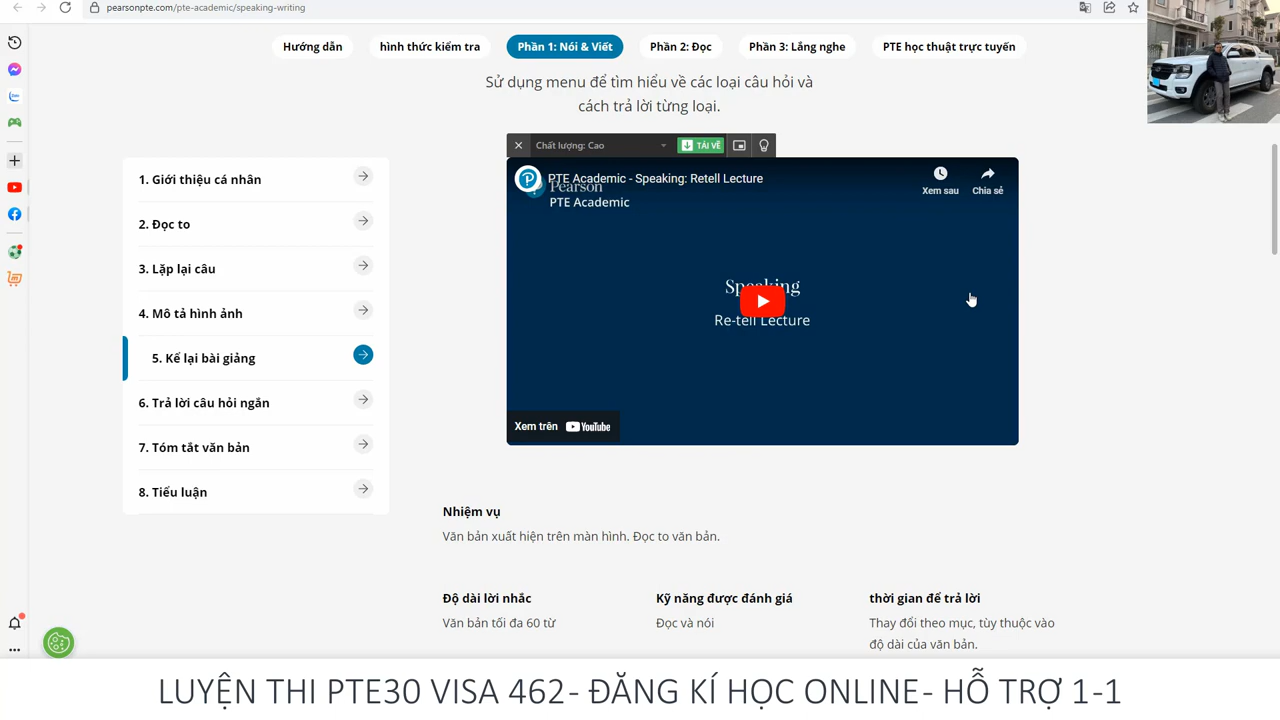 pearsonpte.com/pte-academic/speaking-writing
Hướng dẫn
hình thức kiểm tra
Phần 1: Nói & Viết
Phần 2: Đọc
Phần 3: Lắng nghe
PTE học thuật trực tuyến
Sử dụng menu để tìm hiểu về các loại câu hỏi và
cách trả lời từng loại.
1. Giới thiệu cá nhân
2. Đọc to
3. Lặp lại câu
4. Mô tả hình ảnh
5. Kể lại bài giảng
6. Trả lời câu hỏi ngắn
7. Tóm tắt văn bản
8. Tiểu luận
Chất lượng: Cao
TẢI VỀ
PTE Academic - Speaking: Retell Lecture
Pearson
PTE Academic
Xem sau
Chia sẻ
Speaking
Re-tell Lecture
Xem trên YouTube
Nhiệm vụ
Văn bản xuất hiện trên màn hình. Đọc to văn bản.
Độ dài lời nhắc
Văn bản tối đa 60 từ
Kỹ năng được đánh giá
Đọc và nói
thời gian để trả lời
Thay đổi theo mục, tùy thuộc vào
độ dài của văn bản.
LUYỆN THI PTE30 VISA 462- ĐĂNG KÍ HỌC ONLINE- HỖ TRỢ 1-1